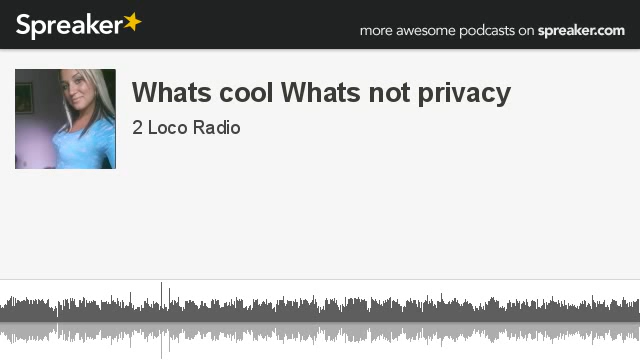 Spreaker
more awesome podcasts on spreaker.com
Whats cool Whats not privacy
2 Loco Radio